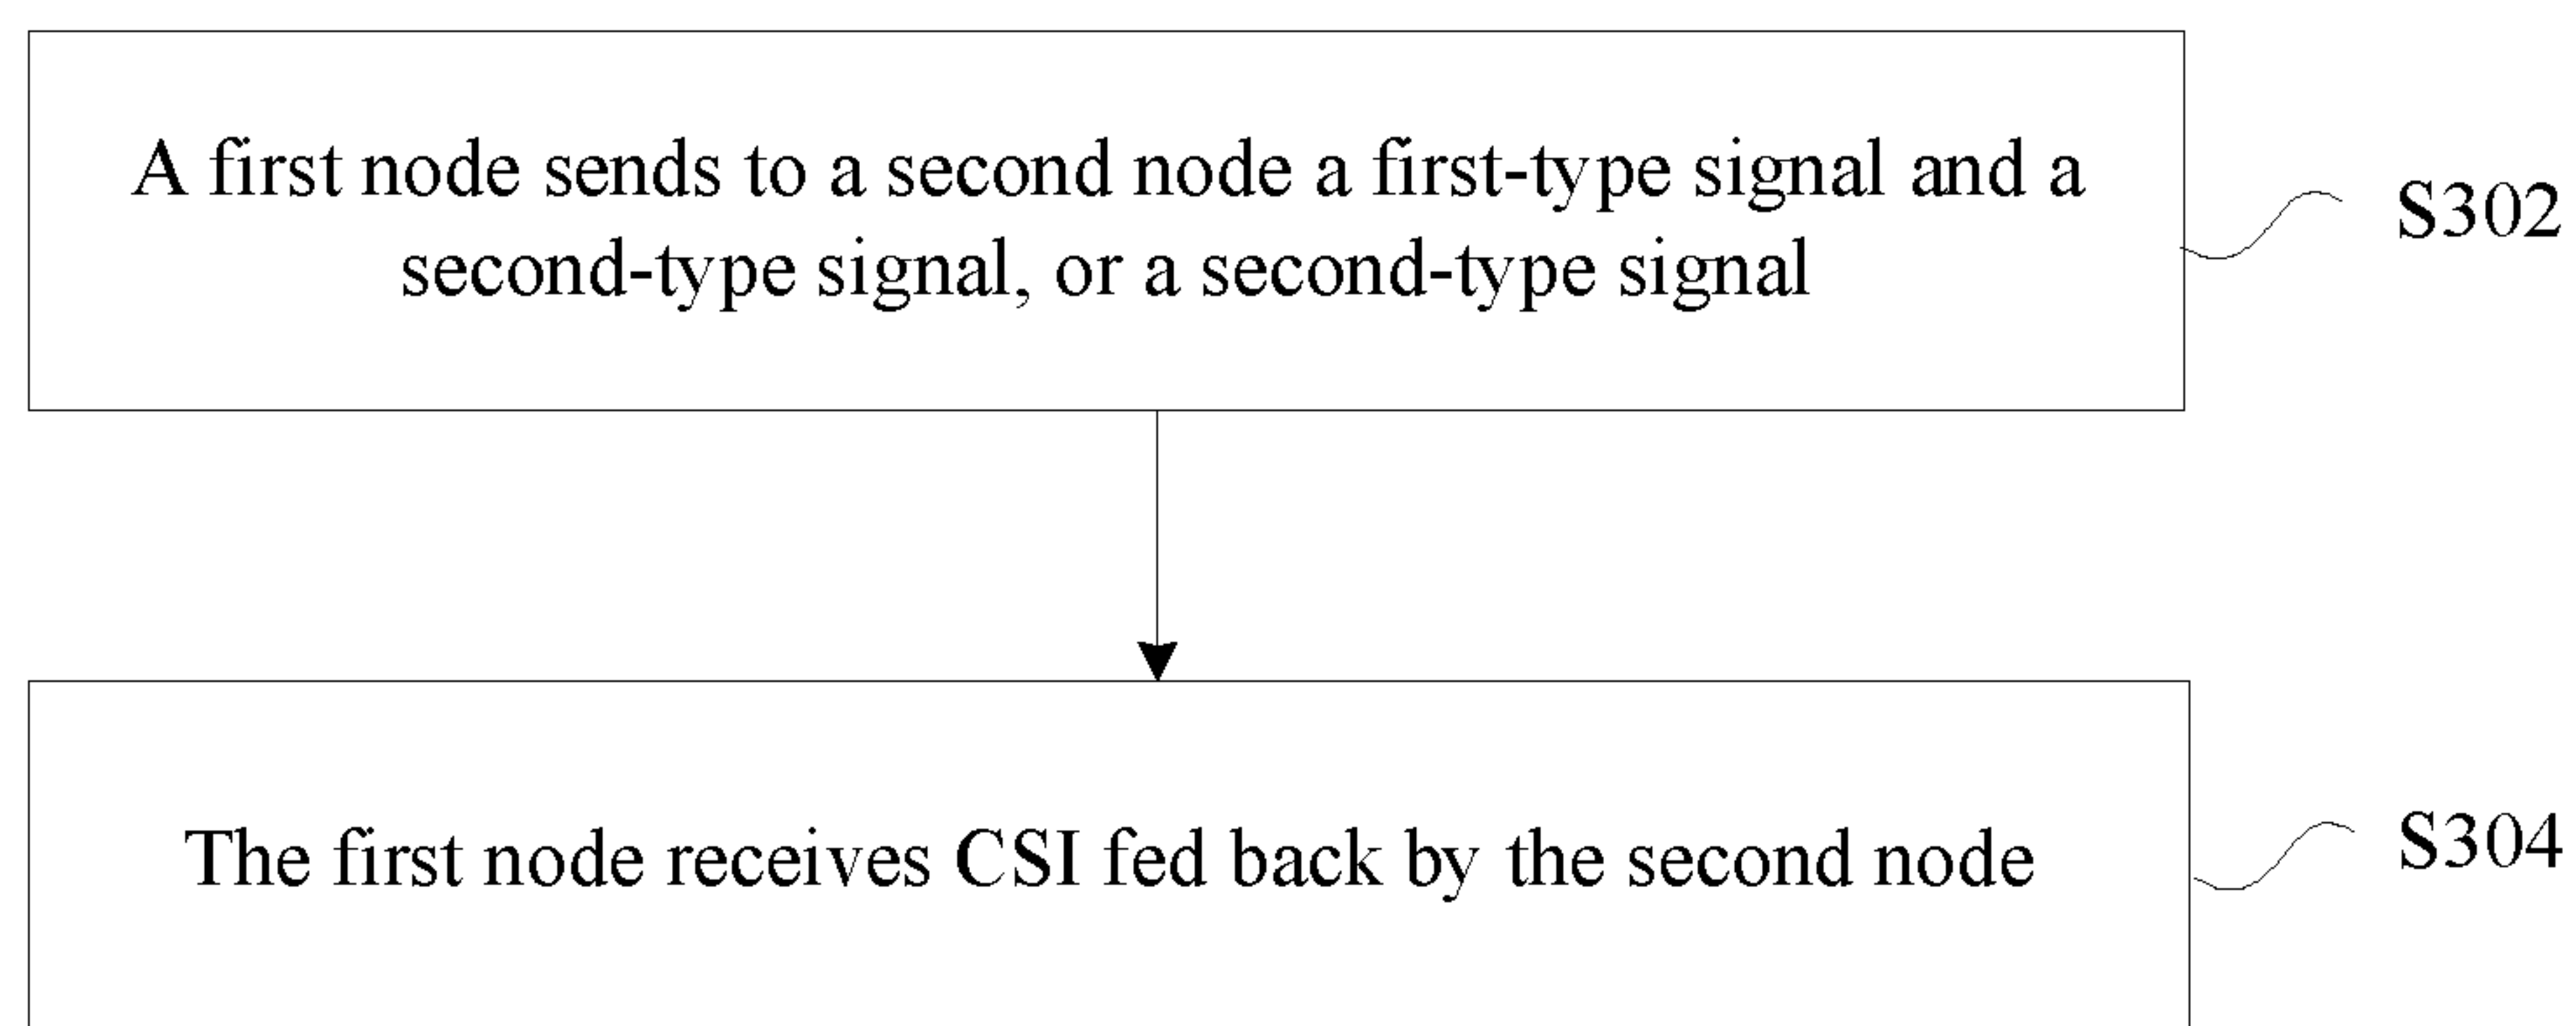 A first node sends to a second node a first-type signal and a
second-type signal, or a second-type signal
S302
The first node receives CSI fed back by the second node
S304